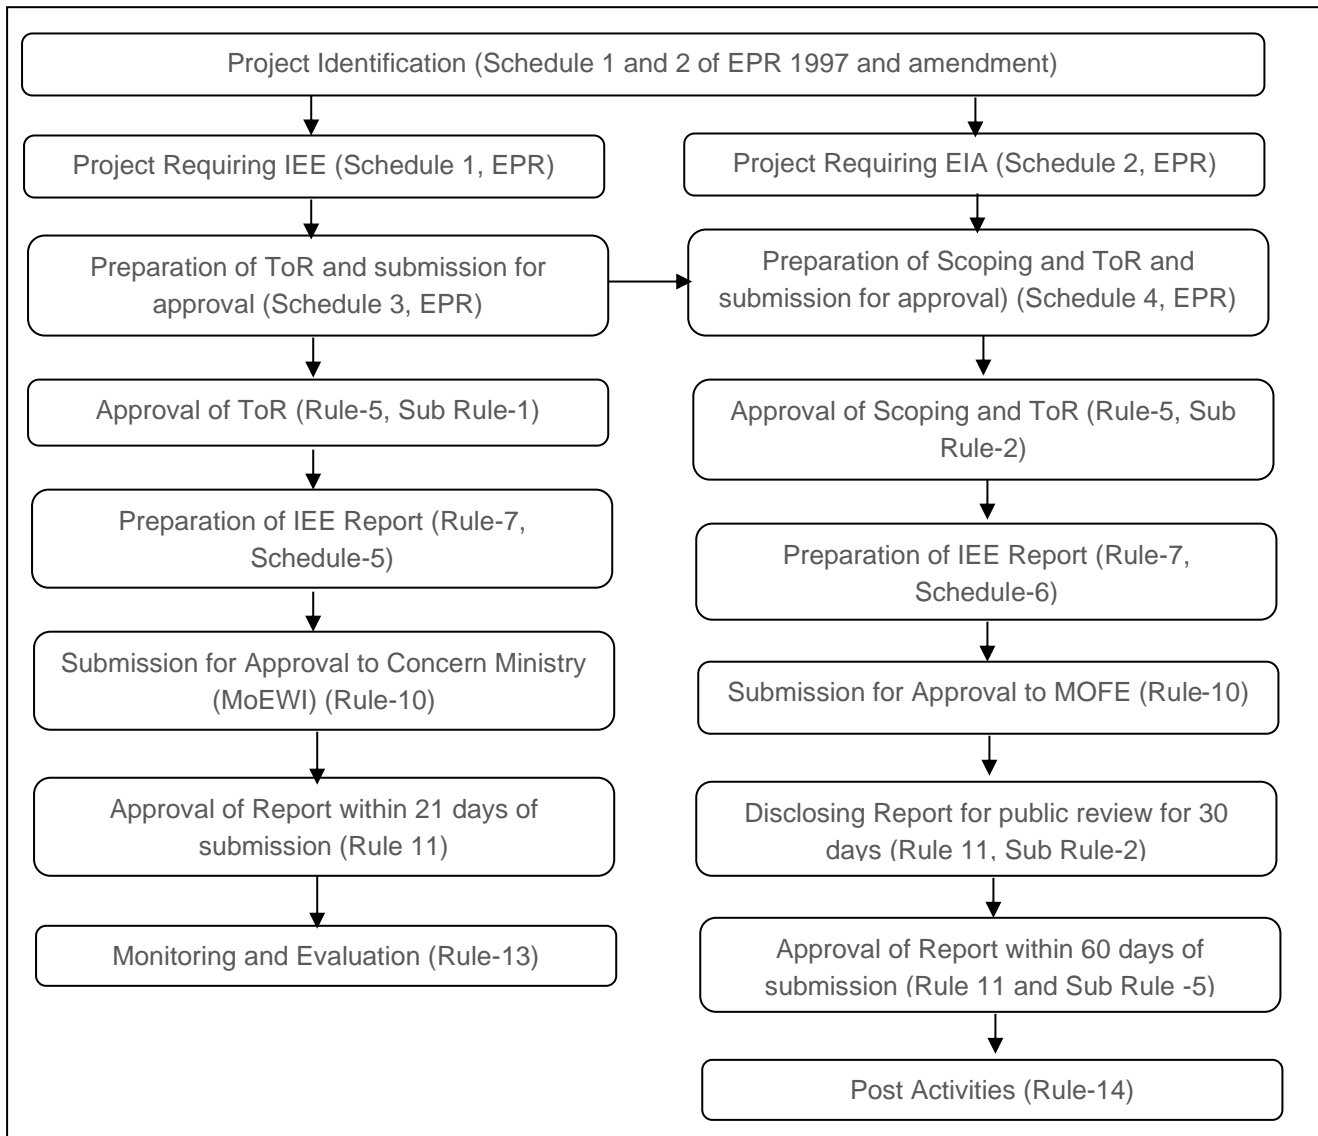 Project Identification (Schedule 1 and 2 of EPR 1997 and amendment)
Project Requiring IEE (Schedule 1, EPR)
Preparation of ToR and submission for
approval (Schedule 3, EPR)
Approval of ToR (Rule-5, Sub Rule-1)
Preparation of IEE Report (Rule-7,
Schedule-5)
Submission for Approval to Concern Ministry
(MoEWI) (Rule-10)
Approval of Report within 21 days of
submission (Rule 11)
Monitoring and Evaluation (Rule-13)
Project Requiring EIA (Schedule 2, EPR)
Preparation of Scoping and ToR and
submission for approval) (Schedule 4, EPR)
Approval of Scoping and ToR (Rule-5, Sub
Rule-2)
Preparation of IEE Report (Rule-7,
Schedule-6)
Submission for Approval to MOFE (Rule-10)
Disclosing Report for public review for 30
days (Rule 11, Sub Rule-2)
Approval of Report within 60 days of
submission (Rule 11 and Sub Rule -5)
Post Activities (Rule-14)